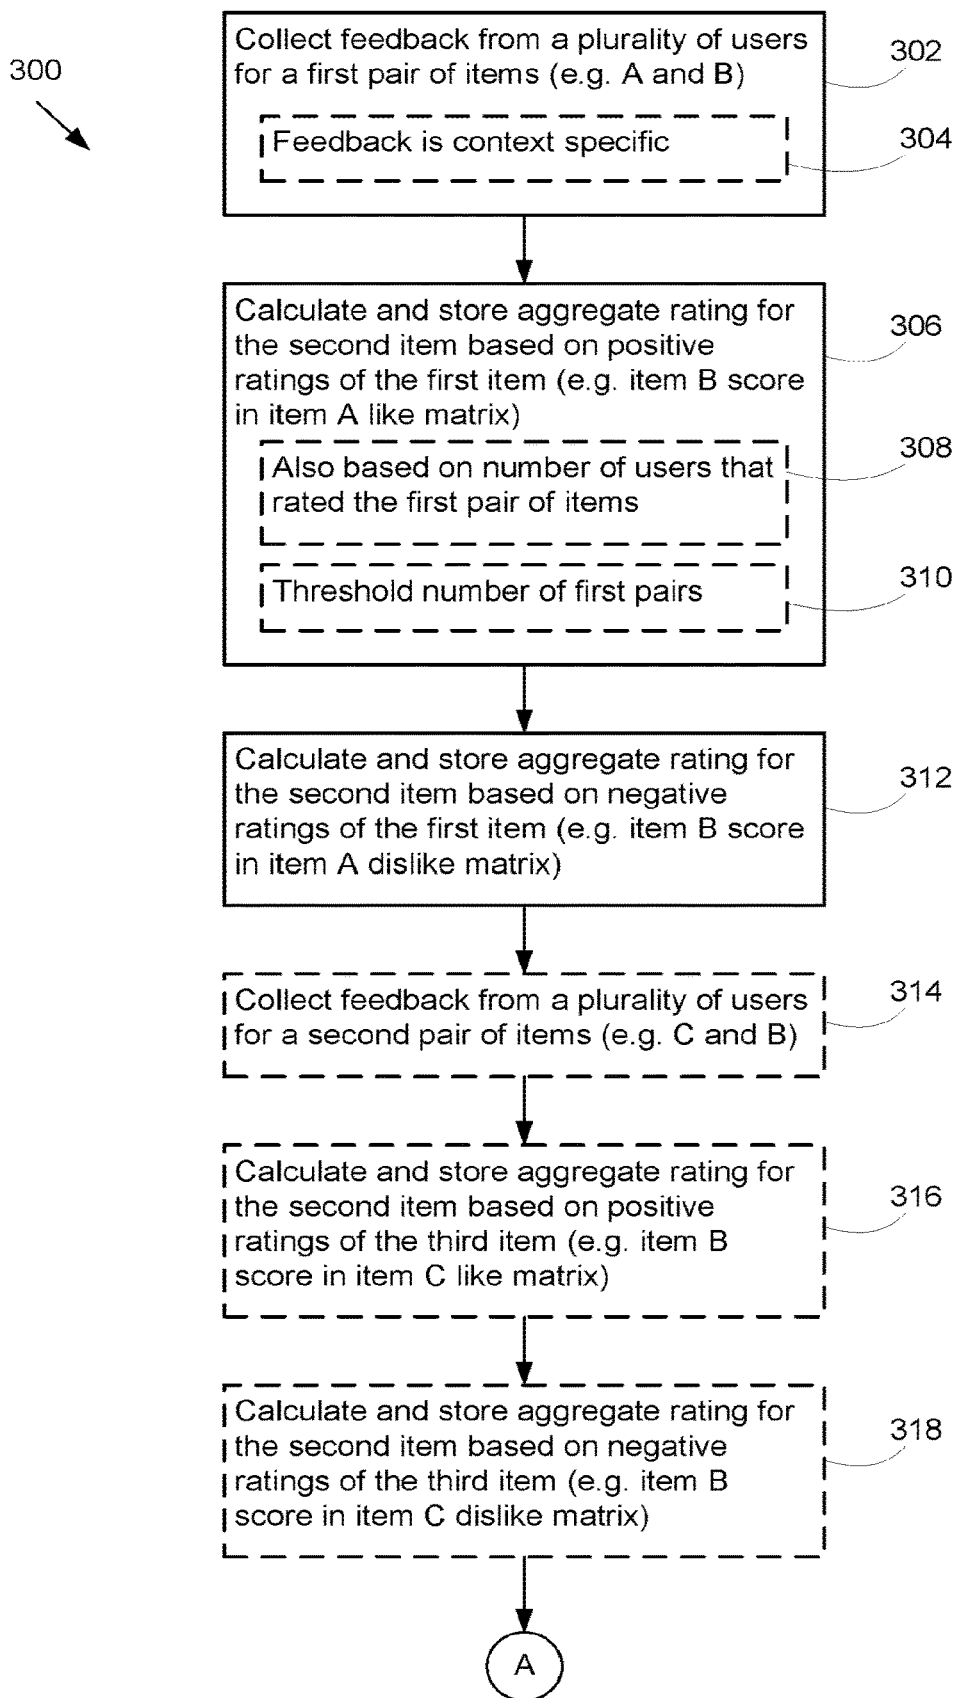 300
Collect feedback from a plurality of users
for a first pair of items (e.g. A and B)
302
Feedback is context specific
304
Calculate and store aggregate rating for
the second item based on positive
ratings of the first item (e.g. item B score
in item A like matrix)
306
Also based on number of users that
rated the first pair of items
308
Threshold number of first pairs
310
Calculate and store aggregate rating for
the second item based on negative
ratings of the first item (e.g. item B score
in item A dislike matrix)
312
Collect feedback from a plurality of users
for a second pair of items (e.g. C and B)
314
Calculate and store aggregate rating for
the second item based on positive
ratings of the third item (e.g. item B
score in item C like matrix)
316
Calculate and store aggregate rating for
the second item based on negative
ratings of the third item (e.g. item B
score in item C dislike matrix)
318
A